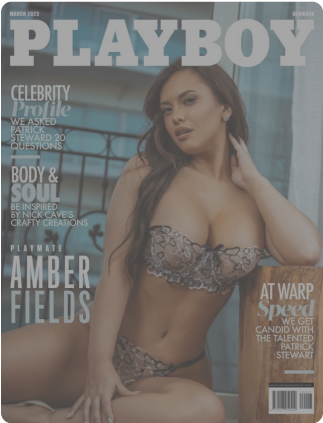 MARCH 2023
DENMARK
PLAYBOY
CELEBRITY
Profile
WE ASKED
PATRICK
STEWARD 20
QUESTIONS
BODY &
SOUL
BE INSPIRED
BY NICK CAVE'S
CRAFTY CREATIONS
PLAYMATE
AMBER
FIELDS
AT WARP
Speed
WE GET
CANDID WITH
THE TALENTED
PATRICK
STEWART